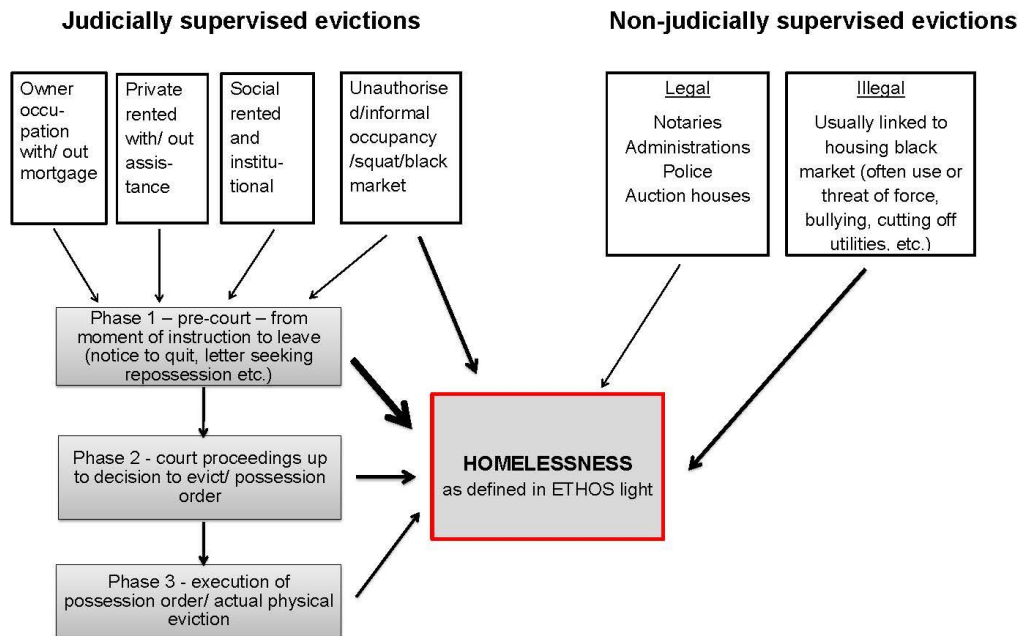 Judicially supervised evictions
Non-judicially supervised evictions
Owner
occu-
pation
with/ out
mortgage
Private
rented
with/ out
assis-
tance
Social
rented
and
institu-
tional
Unauthorise
d/informal
occupancy
/squat/black
market
Legal
Notaries
Administrations
Police
Auction houses
Illegal
Usually linked to
housing black
market (often use or
threat of force,
bullying, cutting off
utilities, etc.)
Phase 1 – pre-court – from
moment of instruction to leave
(notice to quit, letter seeking
repossession etc.)
Phase 2 - court proceedings up
to decision to evict/ possession
order
Phase 3 - execution of
possession order/ actual physical
eviction
HOMELESSNESS
as defined in ETHOS light